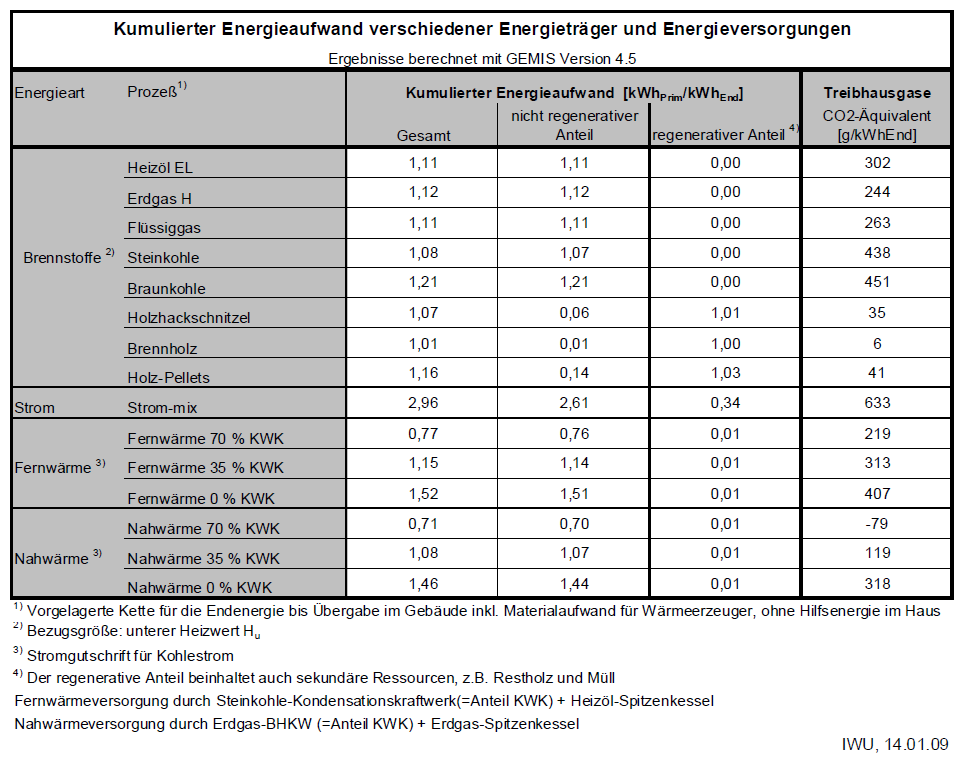 Kumulierter Energieaufwand verschiedener Energieträger und Energieversorgungen
Ergebnisse berechnet mit GEMIS Version 4.5
Energieart Prozeß1) Kumulierter Energieaufwand [kWhPrim/kWhEnd] Treibhausgase
Gesamt nicht regenerativer Anteil regenerativer Anteil 4) CO2-Äquivalent [g/kWhEnd]
Brennstoffe 2)
Heizöl EL 1,11 1,11 0,00 302
Erdgas H 1,12 1,12 0,00 244
Flüssiggas 1,11 1,11 0,00 263
Steinkohle 1,08 1,07 0,00 438
Braunkohle 1,21 1,21 0,00 451
Holzhackschnitzel 1,07 0,06 1,01 35
Brennholz 1,01 0,01 1,00 6
Holz-Pellets 1,16 0,14 1,03 41
Strom Strom-mix 2,96 2,61 0,34 633
Fernwärme 3)
Fernwärme 70 % KWK 0,77 0,76 0,01 219
Fernwärme 35 % KWK 1,15 1,14 0,01 313
Fernwärme 0 % KWK 1,52 1,51 0,01 407
Nahwärme 3)
Nahwärme 70 % KWK 0,71 0,70 0,01 -79
Nahwärme 35 % KWK 1,08 1,07 0,01 119
Nahwärme 0 % KWK 1,46 1,44 0,01 318
1) Vorgelagerte Kette für die Endenergie bis Übergabe im Gebäude inkl. Materialaufwand für Wärmeerzeuger, ohne Hilfsenergie im Haus
2) Bezugsgröße: unterer Heizwert Hu
3) Stromgutschrift für Kohlestrom
4) Der regenerative Anteil beinhaltet auch sekundäre Ressourcen, z.B. Restholz und Müll
Fernwärmeversorgung durch Steinkohle-Kondensationskraftwerk(=Anteil KWK) + Heizöl-Spitzenkessel
Nahwärmeversorgung durch Erdgas-BHKW (=Anteil KWK) + Erdgas-Spitzenkessel
IWU, 14.01.09